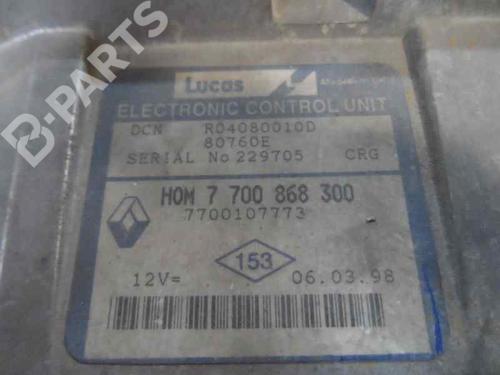 B-PARTS
Lucas
ELECTRONIC CONTROL UNIT
DCN R04080010D
80760E
SERIAL No 229705 CRG
HOM 7 700 868 300
7700107773
153
12V= 06.03.98